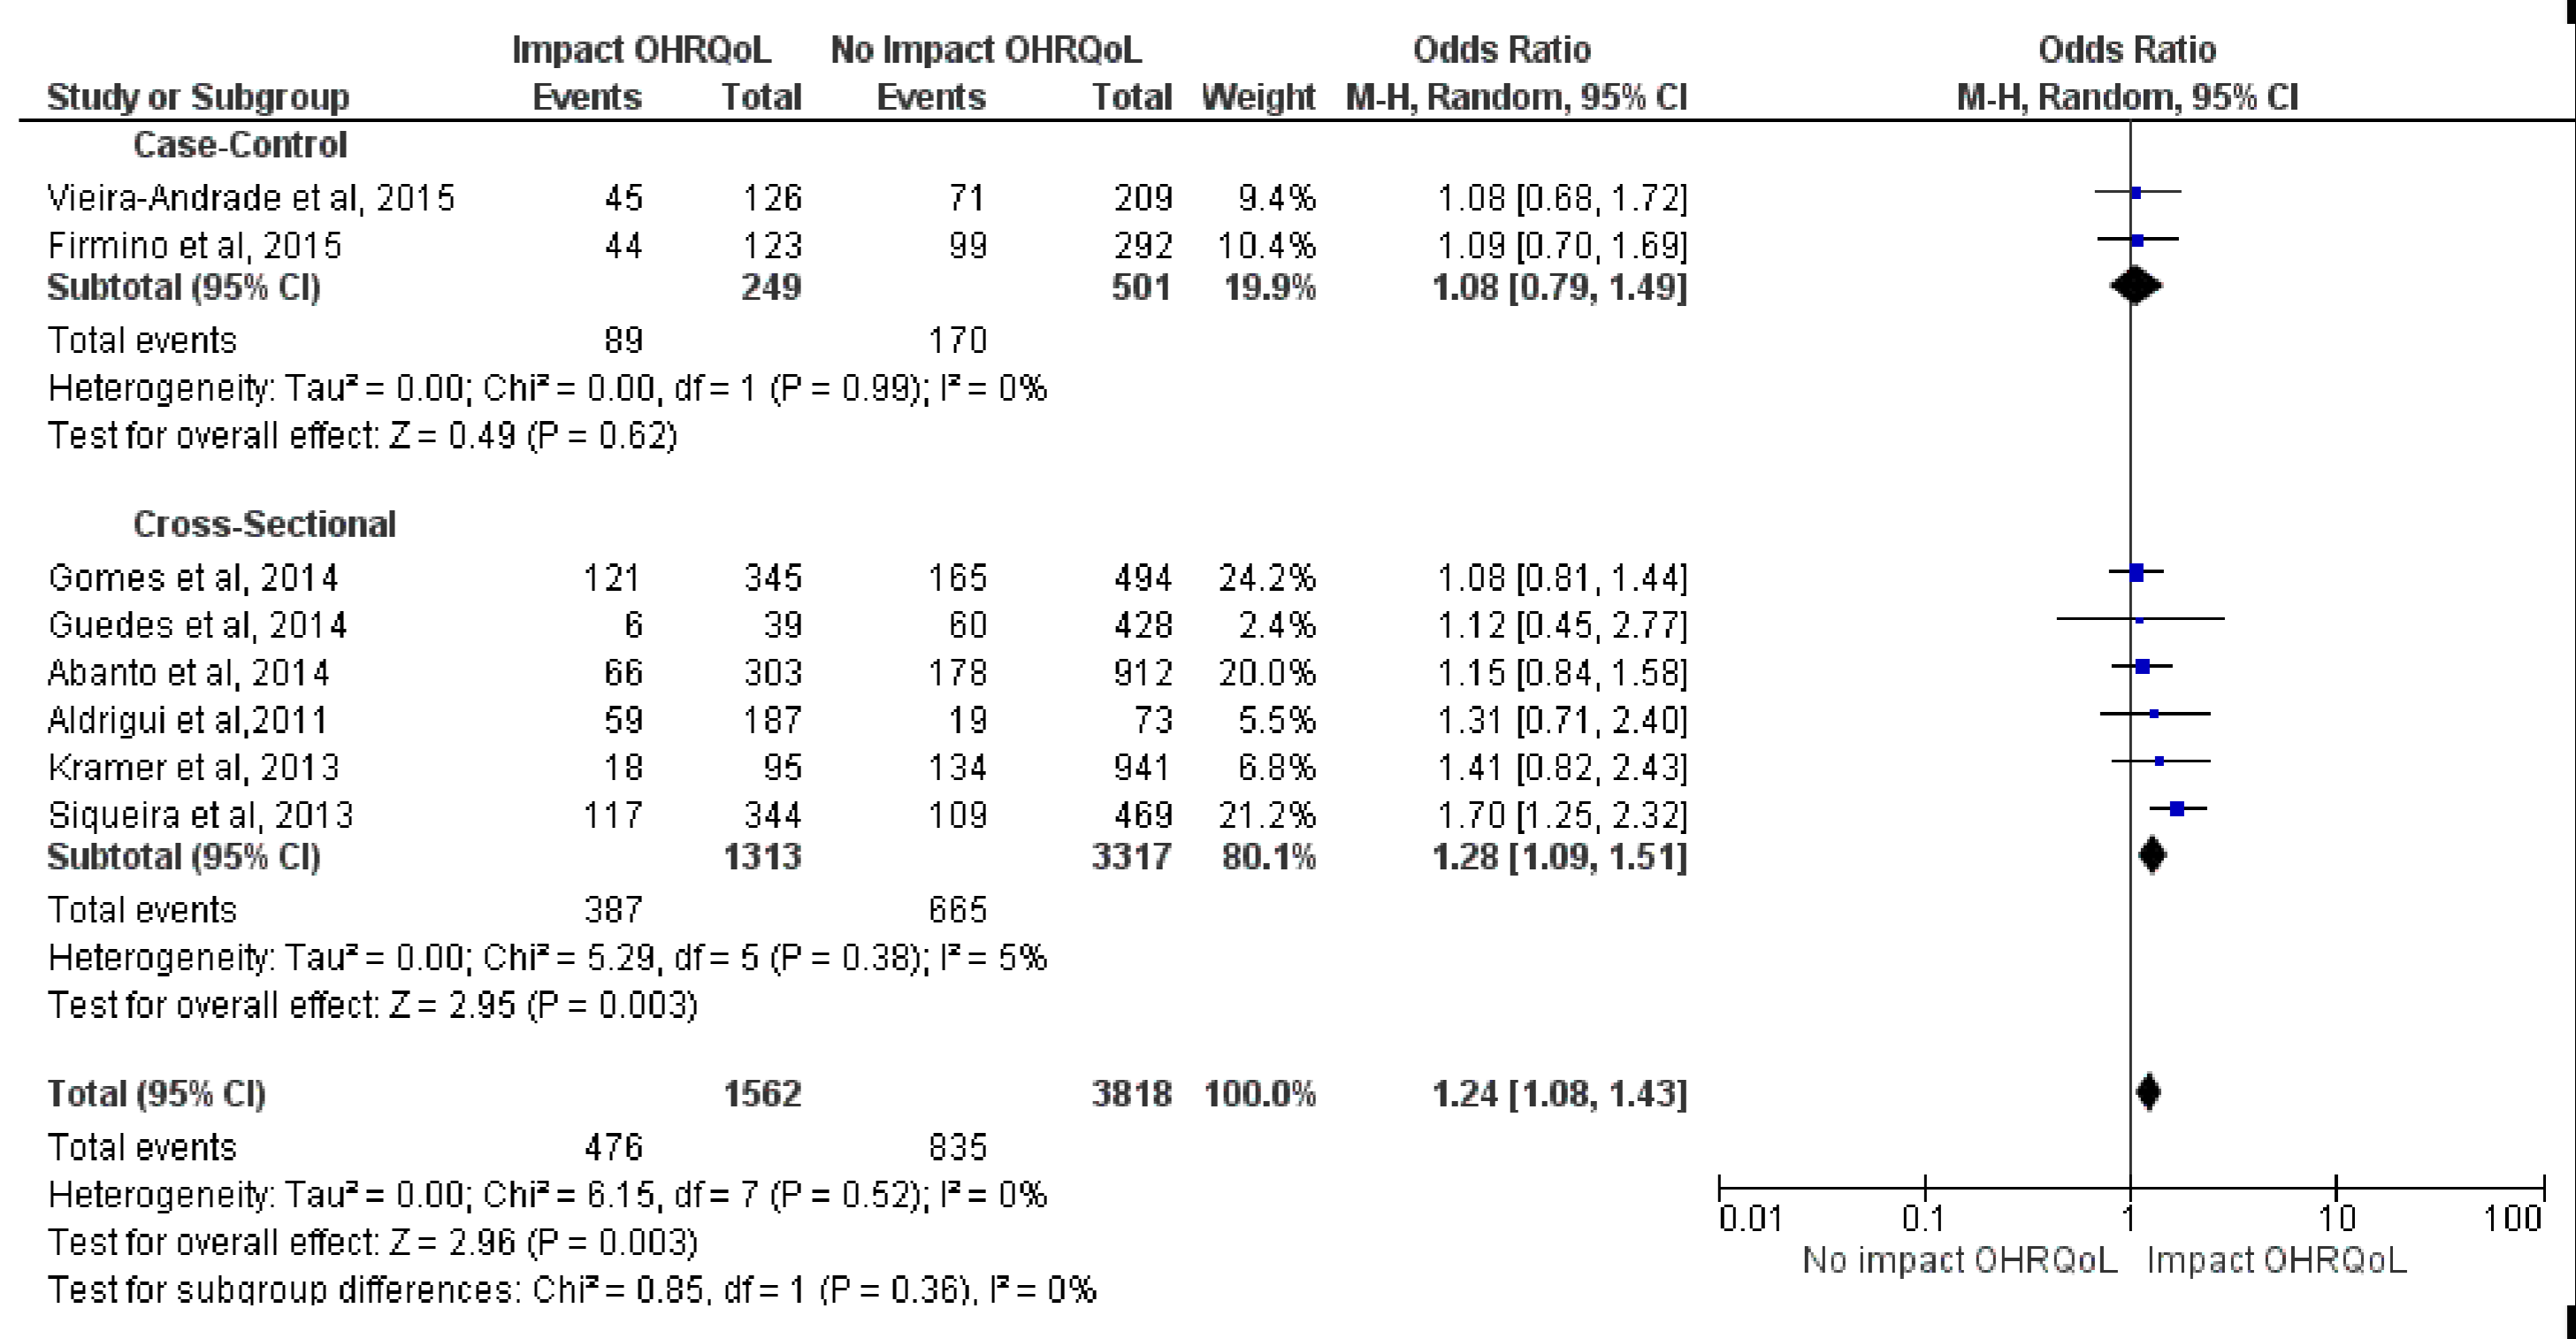 Impact OHRQoL No Impact OHRQoL Odds Ratio Odds Ratio
Study or Subgroup Events Total Events Total Weight M-H, Random, 95% CI M-H, Random, 95% CI
Case-Control
Vieira-Andrade et al, 2015 45 126 71 209 9.4% 1.08 [0.68, 1.72]
Firmino et al, 2015 44 123 99 292 10.4% 1.09 [0.70, 1.69]
Subtotal (95% CI) 249 501 19.9% 1.08 [0.79, 1.49]
Total events 89 170
Heterogeneity: Tau² = 0.00; Chi² = 0.00, df = 1 (P = 0.99); I² = 0%
Test for overall effect: Z = 0.49 (P = 0.62)
Cross-Sectional
Gomes et al, 2014 121 345 165 494 24.2% 1.08 [0.81, 1.44]
Guedes et al, 2014 6 39 60 428 2.4% 1.12 [0.45, 2.77]
Abanto et al, 2014 66 303 178 912 20.0% 1.15 [0.84, 1.58]
Aldrigui et al,2011 59 187 19 73 5.5% 1.31 [0.71, 2.40]
Kramer et al, 2013 18 95 134 941 6.8% 1.41 [0.82, 2.43]
Siqueira et al, 2013 117 344 109 469 21.2% 1.70 [1.25, 2.32]
Subtotal (95% CI) 1313 3317 80.1% 1.28 [1.09, 1.51]
Total events 387 665
Heterogeneity: Tau² = 0.00; Chi² = 5.29, df = 5 (P = 0.38); I² = 5%
Test for overall effect: Z = 2.95 (P = 0.003)
Total (95% CI) 1562 3818 100.0% 1.24 [1.08, 1.43]
Total events 476 835
Heterogeneity: Tau² = 0.00; Chi² = 6.15, df = 7 (P = 0.52); I² = 0%
Test for overall effect: Z = 2.96 (P = 0.003)
Test for subgroup differences: Chi² = 0.85, df = 1 (P = 0.36), I² = 0%
0.01 0.1 1 10 100
No impact OHRQoL Impact OHRQoL